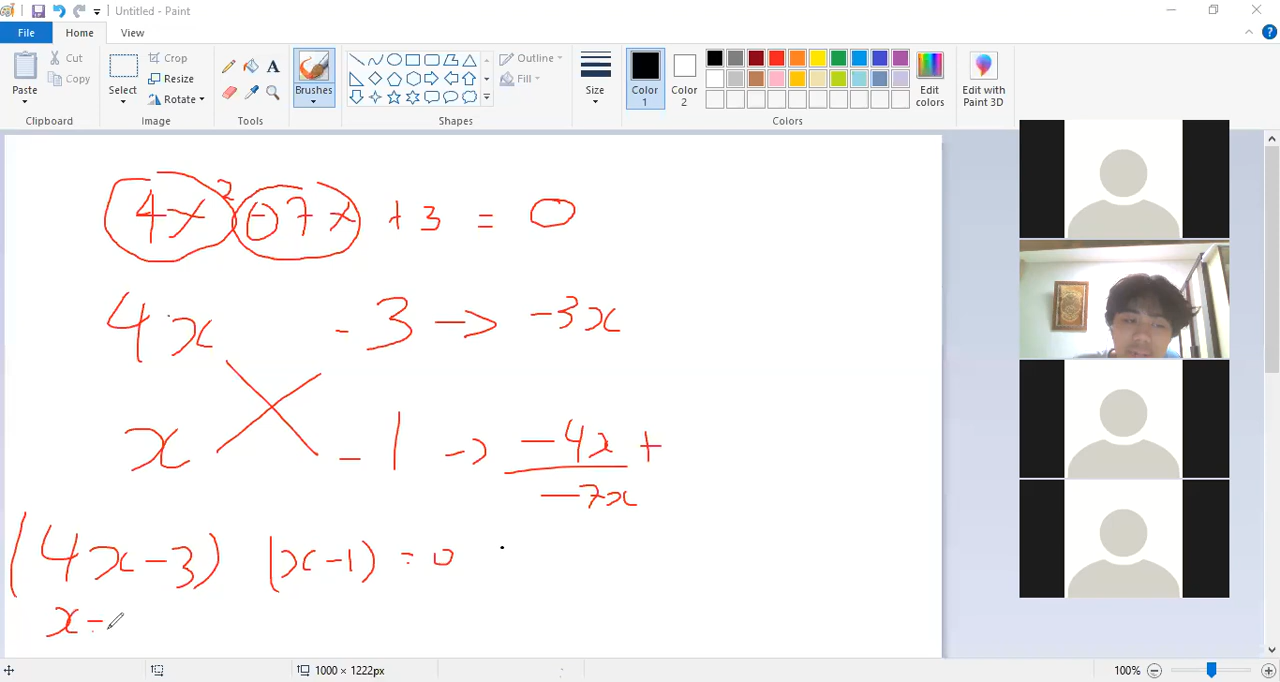 Untitled - Paint
File Home View
Paste
Cut
Copy
Clipboard
Select
Crop
Resize
Rotate
Image
A
Tools
Brushes
Outline
Fill
Shapes
Size
Color 1
Color 2
Edit colors
Colors
Edit with Paint 3D
4x² -7x + 3 = 0
4x - 3 -> -3x
x - 1 -> -4x +
-7x
(4x - 3) (x - 1) = 0
x =
1000 × 1222px
100%